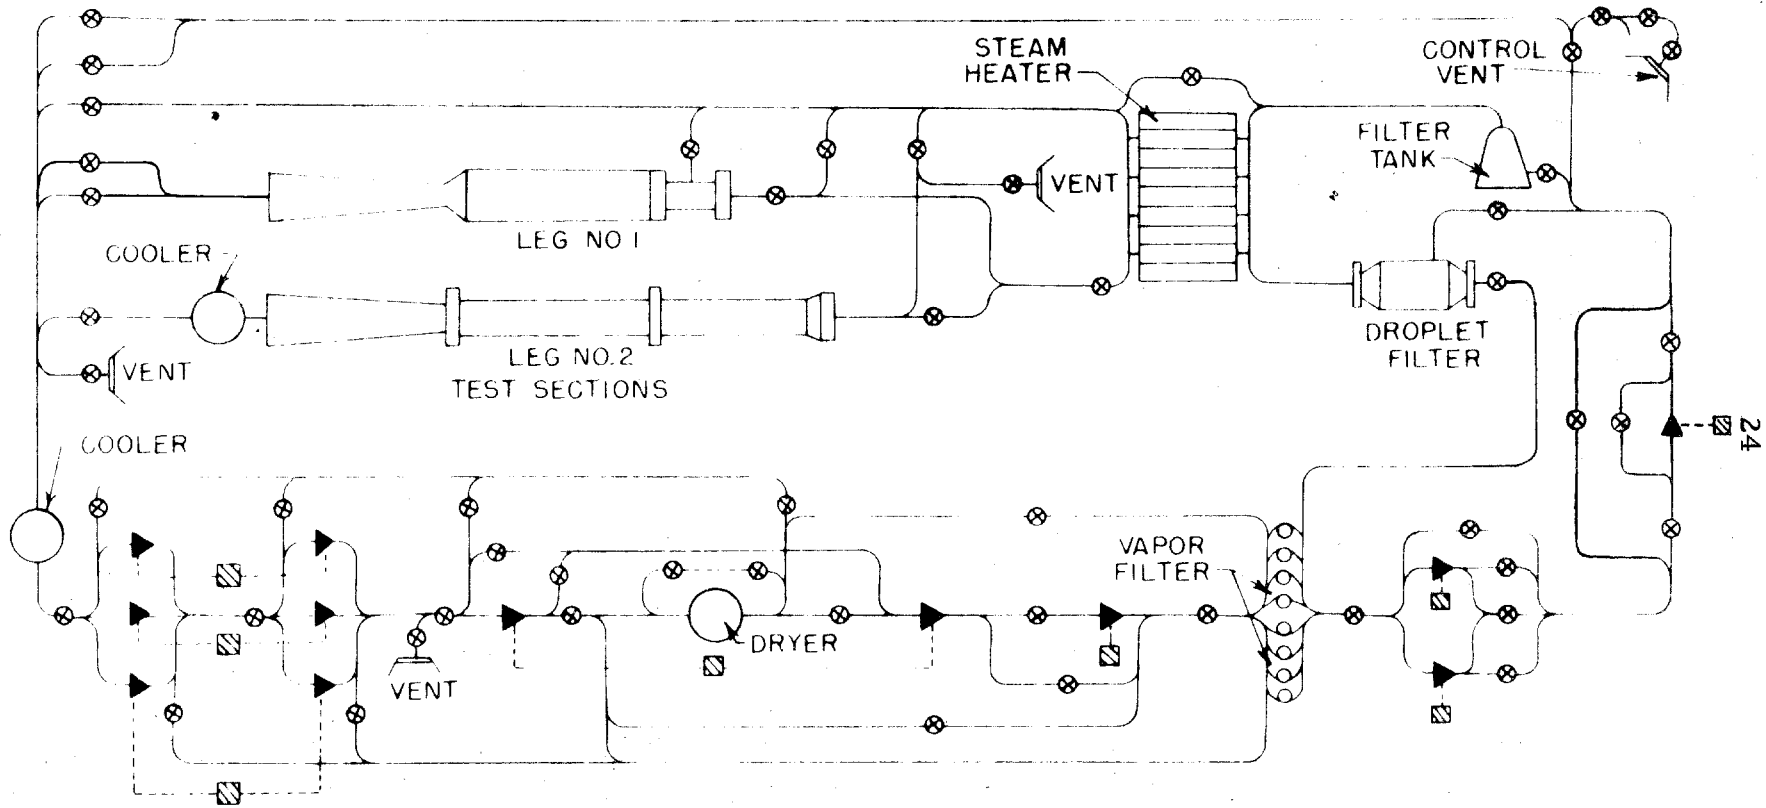 STEAM
HEATER
CONTROL
VENT
FILTER
TANK
VENT
LEG NO 1
COOLER
DROPLET
FILTER
LEG NO.2
TEST SECTIONS
VENT
COOLER
24
VAPOR
FILTER
DRYER
VENT